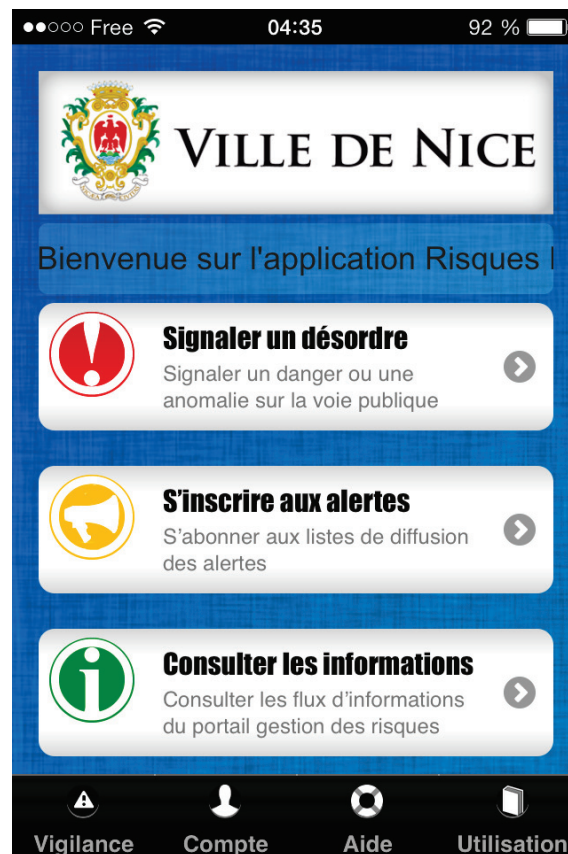 Free 04:35 92 %
VILLE DE NICE
Bienvenue sur l'application Risques
Signaler un désordre
Signaler un danger ou une
anomalie sur la voie publique
S'inscrire aux alertes
S'abonner aux listes de diffusion
des alertes
Consulter les informations
Consulter les flux d'informations
du portail gestion des risques
Vigilance Compte Aide Utilisation